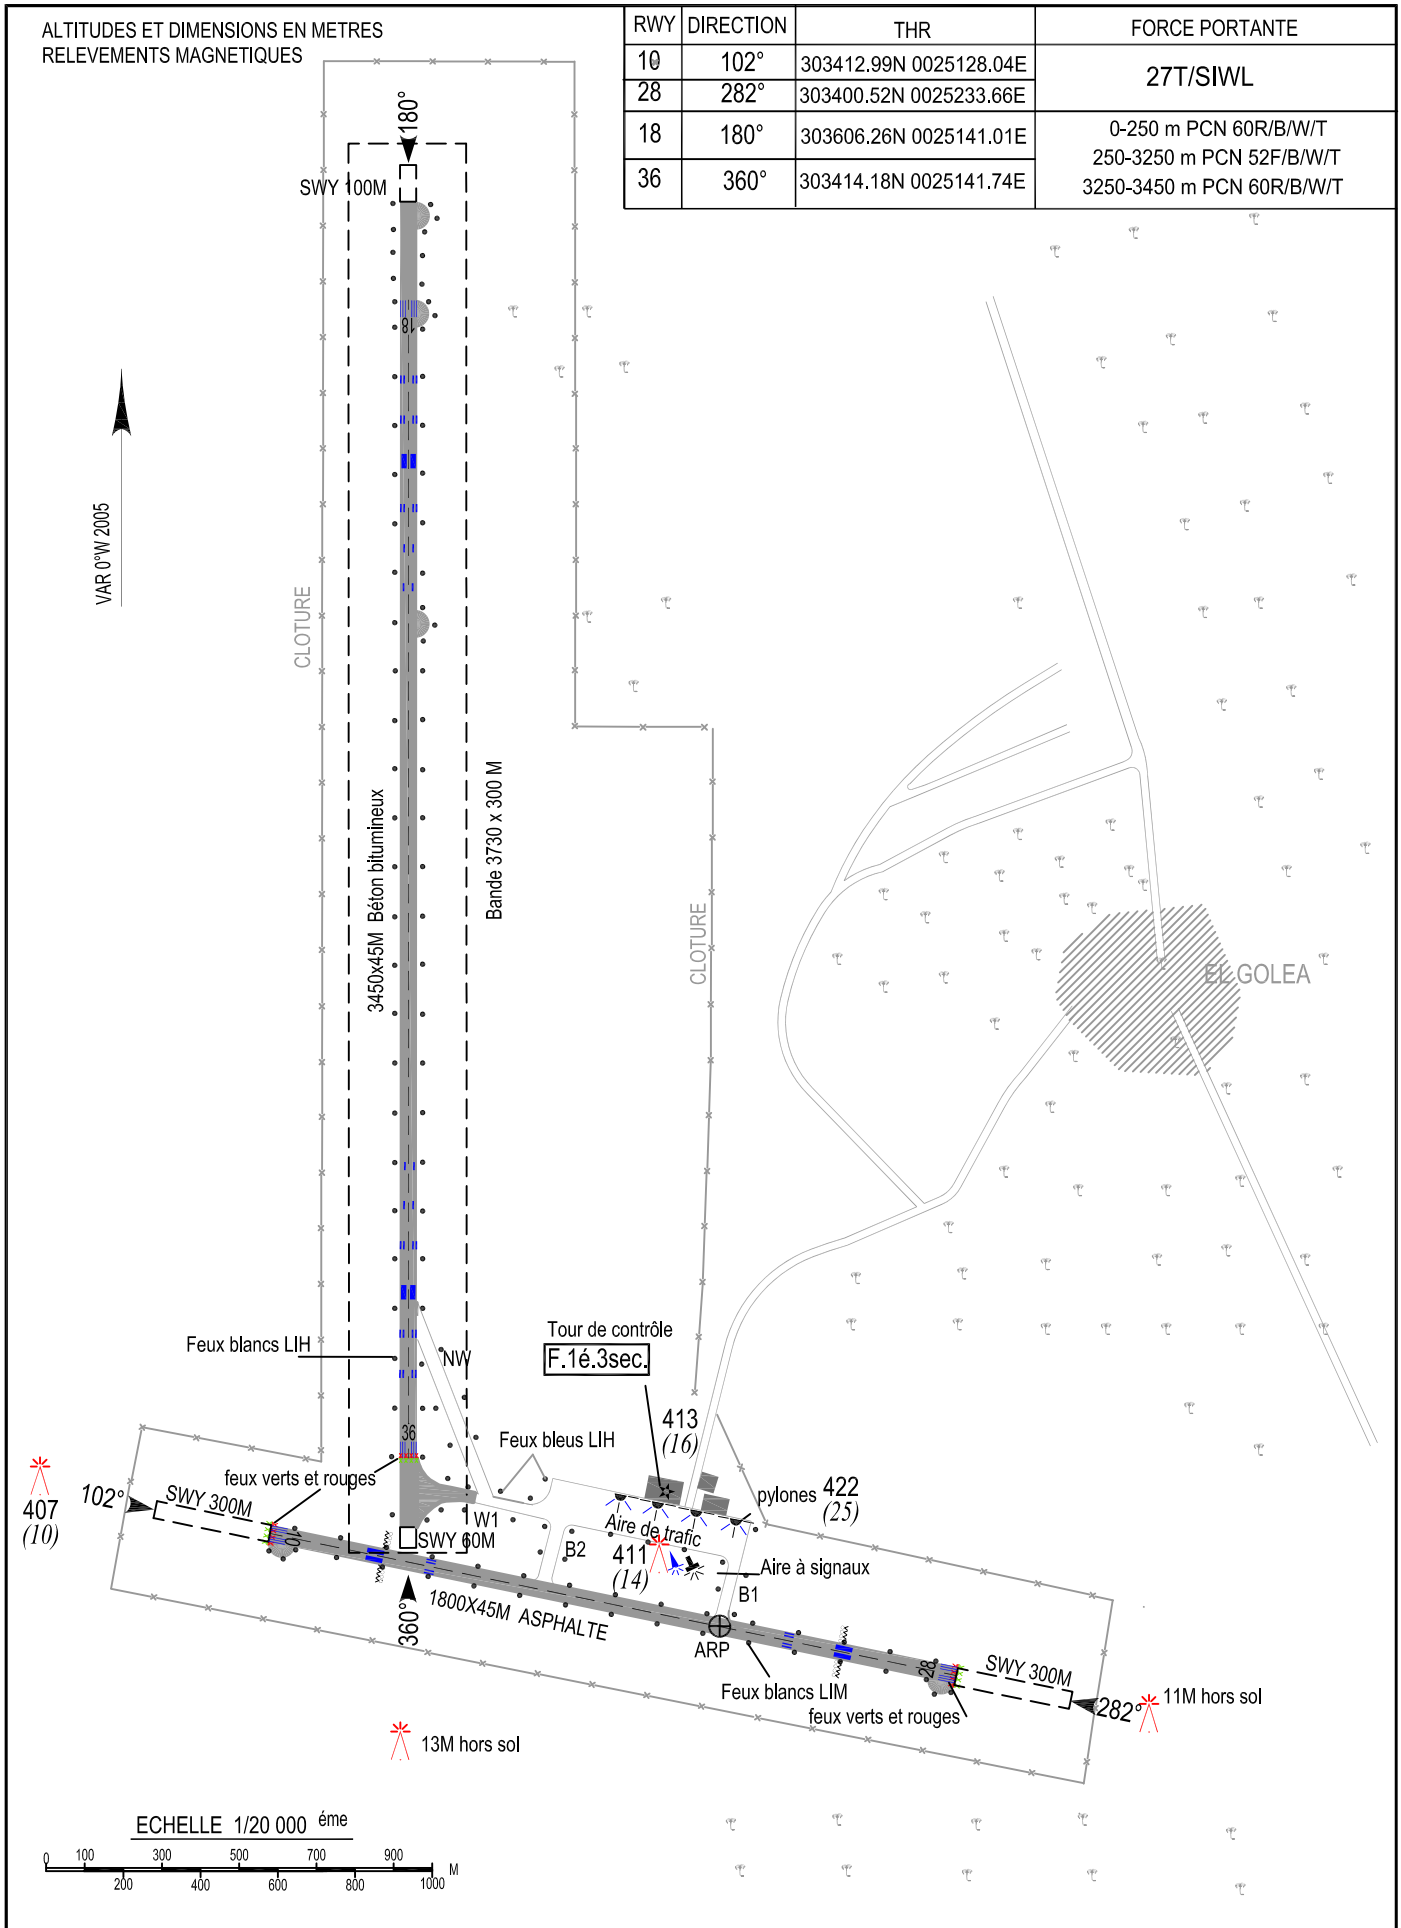 ALTITUDES ET DIMENSIONS EN METRES
RELEVEMENTS MAGNETIQUES
RWY DIRECTION THR FORCE PORTANTE
10 102° 303412.99N 0025128.04E 27T/SIWL
28 282° 303400.52N 0025233.66E
18 180° 303606.26N 0025141.01E
36 360° 303414.18N 0025141.74E
0-250 m PCN 60R/B/W/T
250-3250 m PCN 52F/B/W/T
3250-3450 m PCN 60R/B/W/T
180°
SWY 100M
18
VAR 0°W 2005
CLOTURE
3450x45M Béton bitumineux
Bande 3730 x 300 M
CLOTURE
EL GOLEA
Feux blancs LIH
NW
Tour de contrôle
F.1é.3sec.
413
(16)
36
Feux bleus LIH
feux verts et rouges
pylones 422
(25)
407
(10)
102°
SWY 300M
10
W1
SWY 60M
Aire de trafic
B2
411
(14)
Aire à signaux
B1
360°
1800X45M ASPHALTE
ARP
28
SWY 300M
Feux blancs LIM
feux verts et rouges
282°
11M hors sol
13M hors sol
ECHELLE 1/20 000 éme
0 100 300 500 700 900 M
200 400 600 800 1000